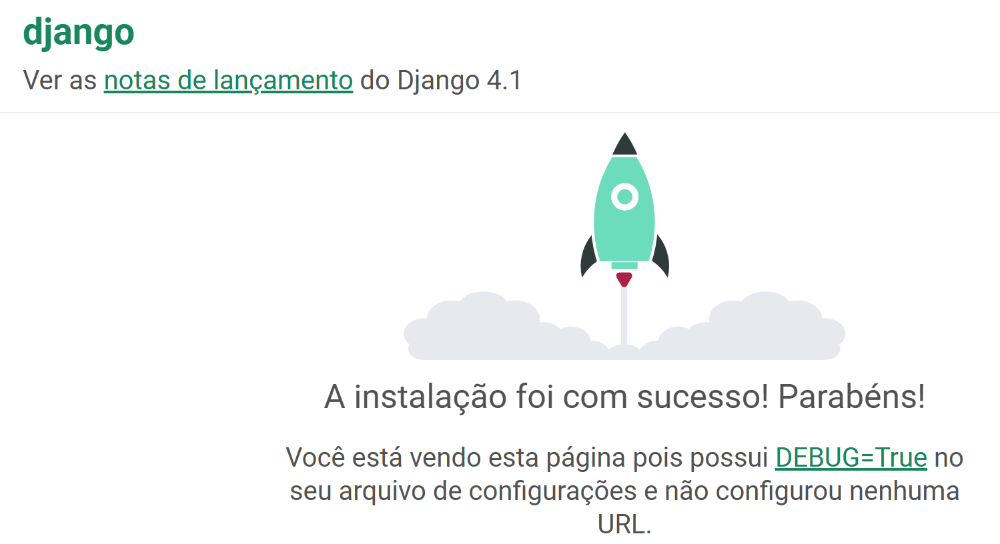 django
Ver as notas de lançamento do Django 4.1
A instalação foi com sucesso! Parabéns!
Você está vendo esta página pois possui DEBUG=True no
seu arquivo de configurações e não configurou nenhuma
URL.